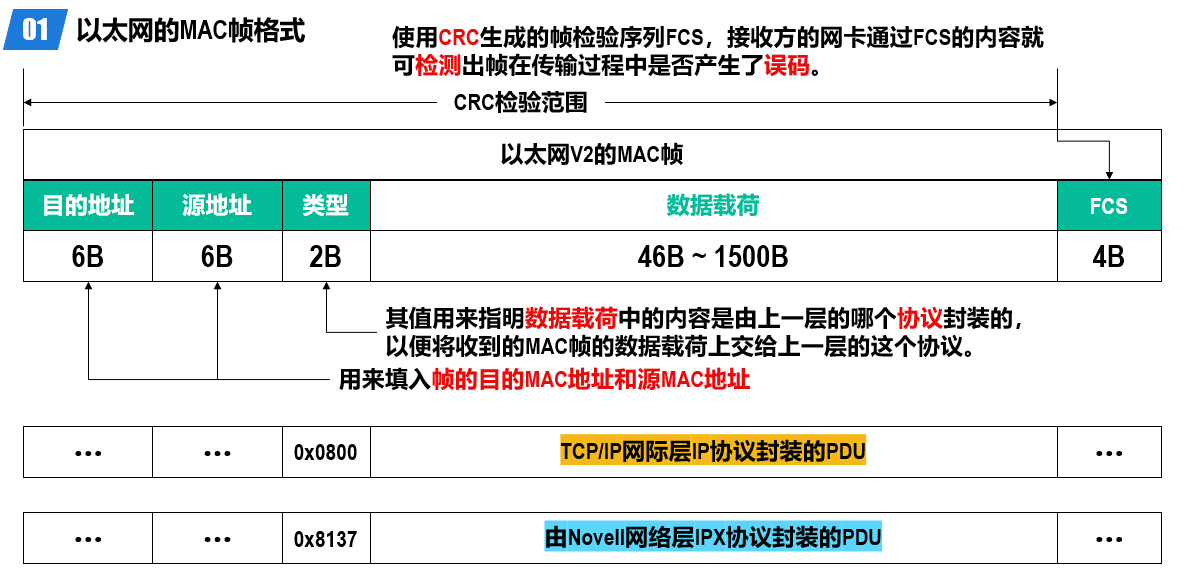 01 以太网的MAC帧格式
使用CRC生成的帧检验序列FCS，接收方的网卡通过FCS的内容就
可检测出帧在传输过程中是否产生了误码。
CRC检验范围
以太网V2的MAC帧
目的地址 源地址 类型 数据载荷 FCS
6B 6B 2B 46B ~ 1500B 4B
其值用来指明数据载荷中的内容是由上一层的哪个协议封装的，
以便将收到的MAC帧的数据载荷上交给上一层的这个协议。
用来填入帧的目的MAC地址和源MAC地址
... ... 0x0800 TCP/IP网际层IP协议封装的PDU ...
... ... 0x8137 由Novell网络层IPX协议封装的PDU ...